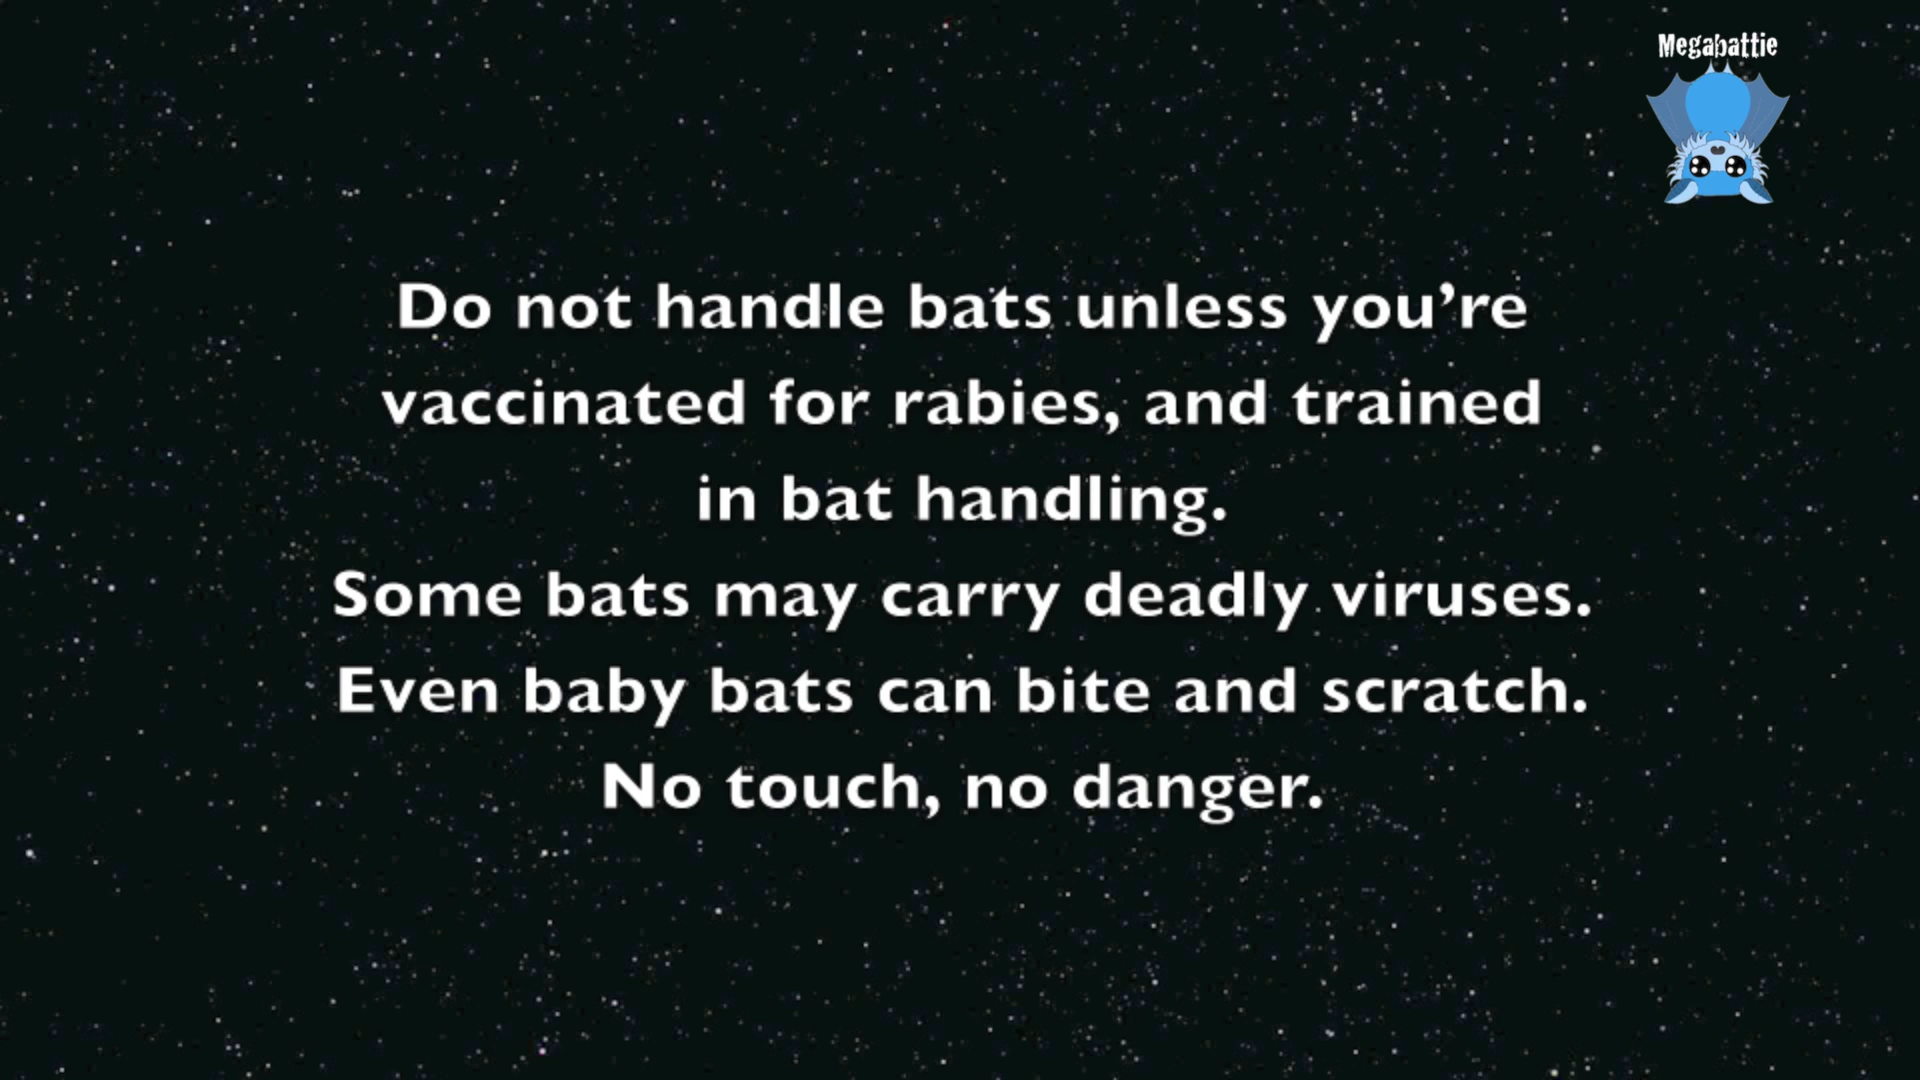 Megabattie
Do not handle bats unless you’re
vaccinated for rabies, and trained
in bat handling.
Some bats may carry deadly viruses.
Even baby bats can bite and scratch.
No touch, no danger.